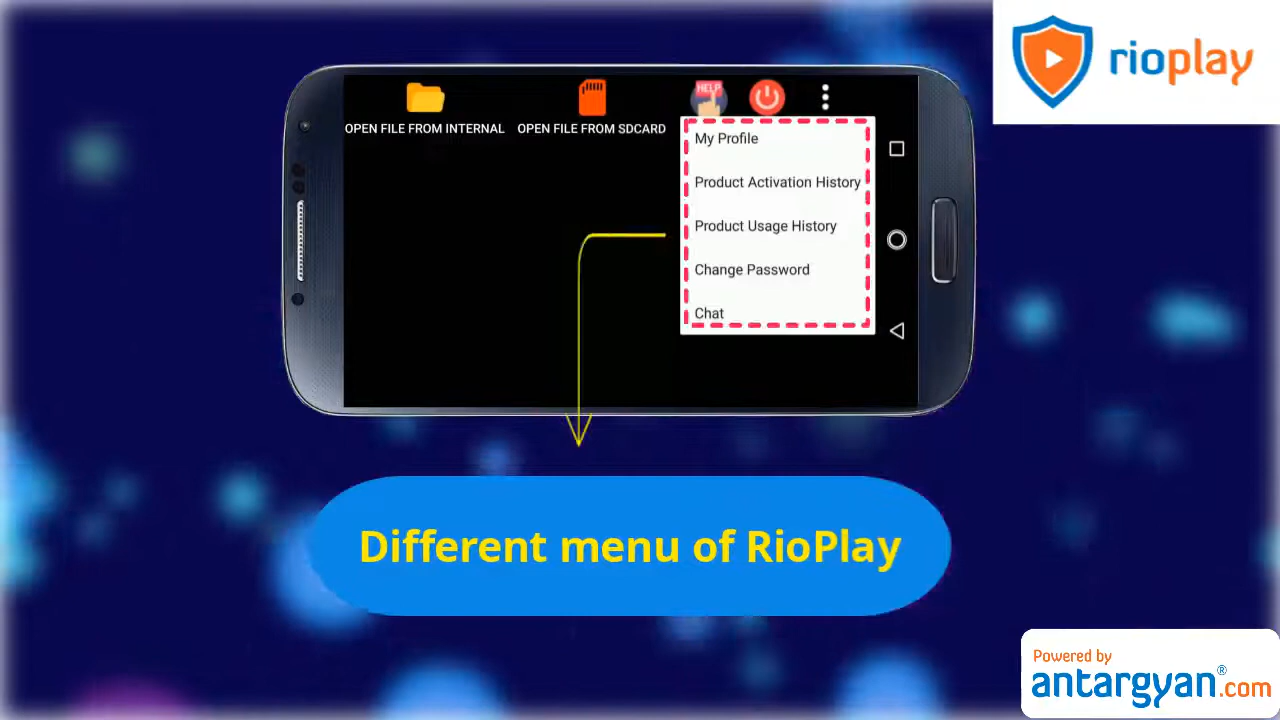 rioplay
HELP
OPEN FILE FROM INTERNAL
OPEN FILE FROM SDCARD
My Profile
Product Activation History
Product Usage History
Change Password
Chat
Different menu of RioPlay
Powered by
antargyan®.com